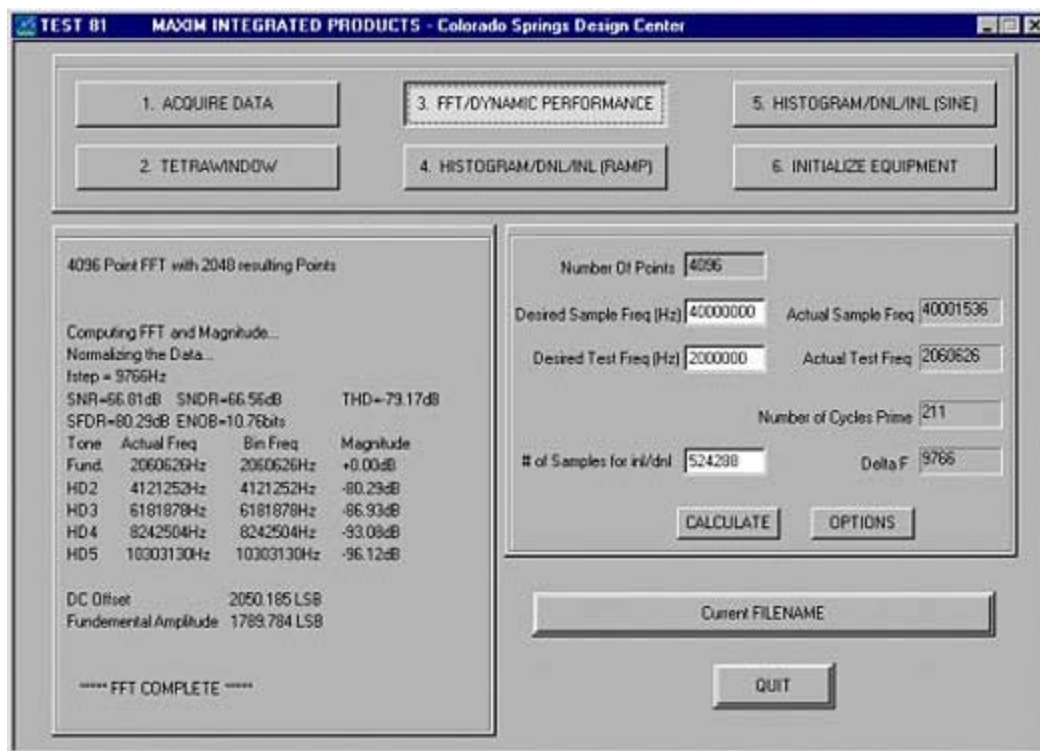 TEST 81 MAXIM INTEGRATED PRODUCTS - Colorado Springs Design Center
1. ACQUIRE DATA
3. FFT/DYNAMIC PERFORMANCE
5. HISTOGRAM/DNL/INL (SINE)
2. TETRAWINDOW
4. HISTOGRAM/DNL/INL (RAMP)
6. INITIALIZE EQUIPMENT
4096 Point FFT with 2048 resulting Points
Computing FFT and Magnitude...
Normalizing the Data...
fstep = 9766Hz
SNR=66.81dB SNDR=66.56dB THD=-79.17dB
SFDR=80.29dB ENOB=10.76bits
Tone Actual Freq Bin Freq Magnitude
Fund. 2060626Hz 2060626Hz +0.00dB
HD2 4121252Hz 4121252Hz -80.29dB
HD3 6181878Hz 6181878Hz -86.93dB
HD4 8242504Hz 8242504Hz -93.08dB
HD5 10303130Hz 10303130Hz -96.12dB
DC Offset 2050.185 LSB
Fundemental Amplitude 1789.784 LSB
***** FFT COMPLETE *****
Number Of Points 4096
Desired Sample Freq (Hz) 40000000 Actual Sample Freq 40001536
Desired Test Freq (Hz) 2000000 Actual Test Freq 2060626
Number of Cycles Prime 211
# of Samples for inl/dnl 524288 Delta F 9766
CALCULATE OPTIONS
Current FILENAME
QUIT